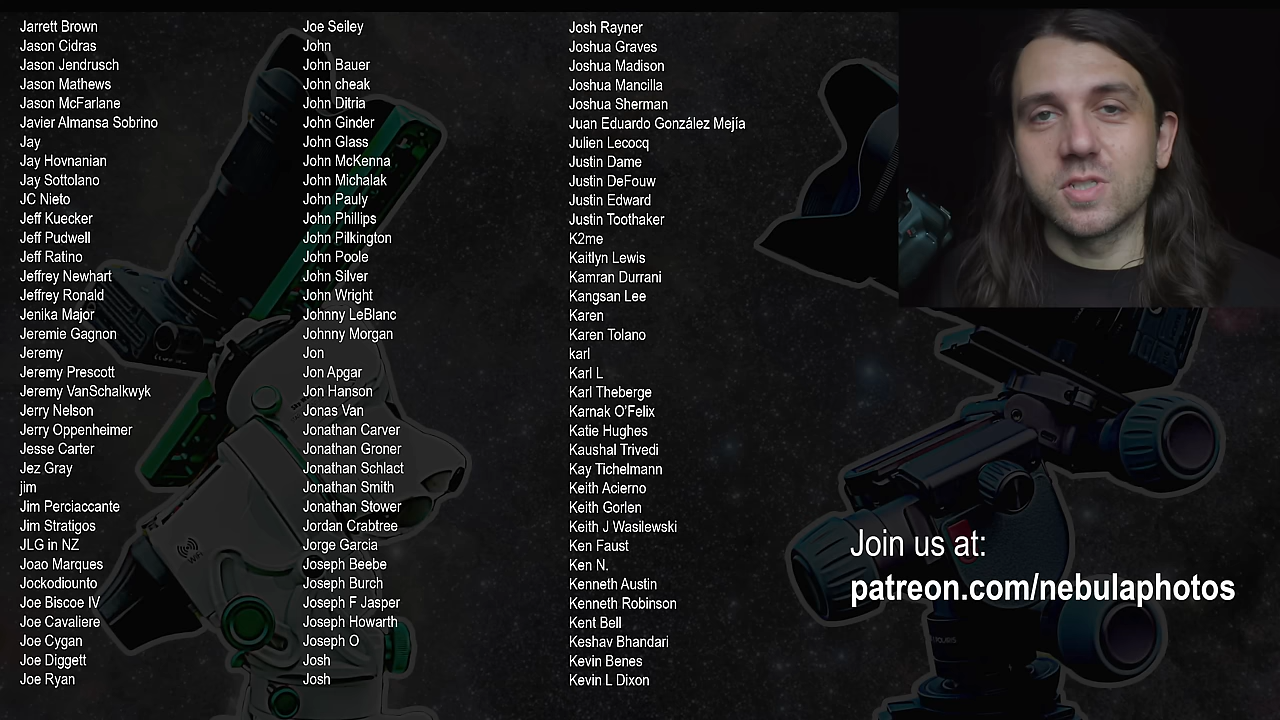 Jarrett Brown
Jason Cidras
Jason Jendrusch
Jason Mathews
Jason McFarlane
Javier Almansa Sobrino
Jay
Jay Hovnanian
Jay Sottolano
JC Nieto
Jeff Kuecker
Jeff Pudwell
Jeff Ratino
Jeffrey Newhart
Jeffrey Ronald
Jenika Major
Jeremie Gagnon
Jeremy
Jeremy Prescott
Jeremy VanSchalkwyk
Jerry Nelson
Jerry Oppenheimer
Jesse Carter
Jez Gray
jim
Jim Perciaccante
Jim Stratigos
JLG in NZ
Joao Marques
Jockodiounto
Joe Biscoe IV
Joe Cavaliere
Joe Cygan
Joe Diggett
Joe Ryan
Joe Seiley
John
John Bauer
John cheak
John Ditria
John Ginder
John Glass
John McKenna
John Michalak
John Pauly
John Phillips
John Pilkington
John Poole
John Silver
John Wright
Johnny LeBlanc
Johnny Morgan
Jon
Jon Apgar
Jon Hanson
Jonas Van
Jonathan Carver
Jonathan Groner
Jonathan Schlact
Jonathan Smith
Jonathan Stower
Jordan Crabtree
Jorge Garcia
Joseph Beebe
Joseph Burch
Joseph F Jasper
Joseph Howarth
Joseph O
Josh
Josh
Josh Rayner
Joshua Graves
Joshua Madison
Joshua Mancilla
Joshua Sherman
Juan Eduardo González Mejía
Julien Lecocq
Justin Dame
Justin DeFouw
Justin Edward
Justin Toothaker
K2me
Kaitlyn Lewis
Kamran Durrani
Kangsan Lee
Karen
Karen Tolano
karl
Karl L
Karl Theberge
Karnak O'Felix
Katie Hughes
Kaushal Trivedi
Kay Tichelmann
Keith Acierno
Keith Gorlen
Keith J Wasilewski
Ken Faust
Ken N.
Kenneth Austin
Kenneth Robinson
Kent Bell
Keshav Bhandari
Kevin Benes
Kevin L Dixon
Join us at:
patreon.com/nebulaphotos
WiFi